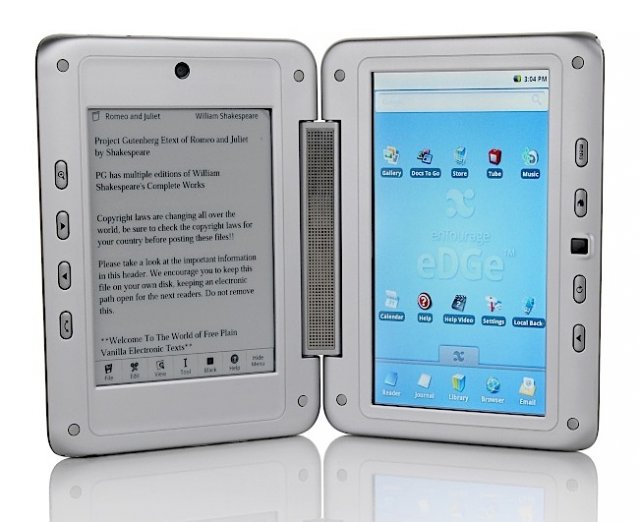 Romeo and Juliet William Shakespeare
Project Gutenberg Etext of Romeo and Juliet
by Shakespeare
PG has multiple editions of William
Shakespeare's Complete Works
Copyright laws are changing all over the
world, be sure to check the copyright laws for
your country before posting these files!!
Please take a look at the important information
in this header. We encourage you to keep this
file on your own disk, keeping an electronic
path open for the next readers. Do not remove
this.
**Welcome To The World of Free Plain
Vanilla Electronic Texts**
File Edit View Tool Black Help Hide
Menu
3:04 PM
Gallery Docs To Go Store Tube Music
enTourage
eDGe™
Calendar Help Help Video Settings Local Back
Reader Journal Library Browser Email